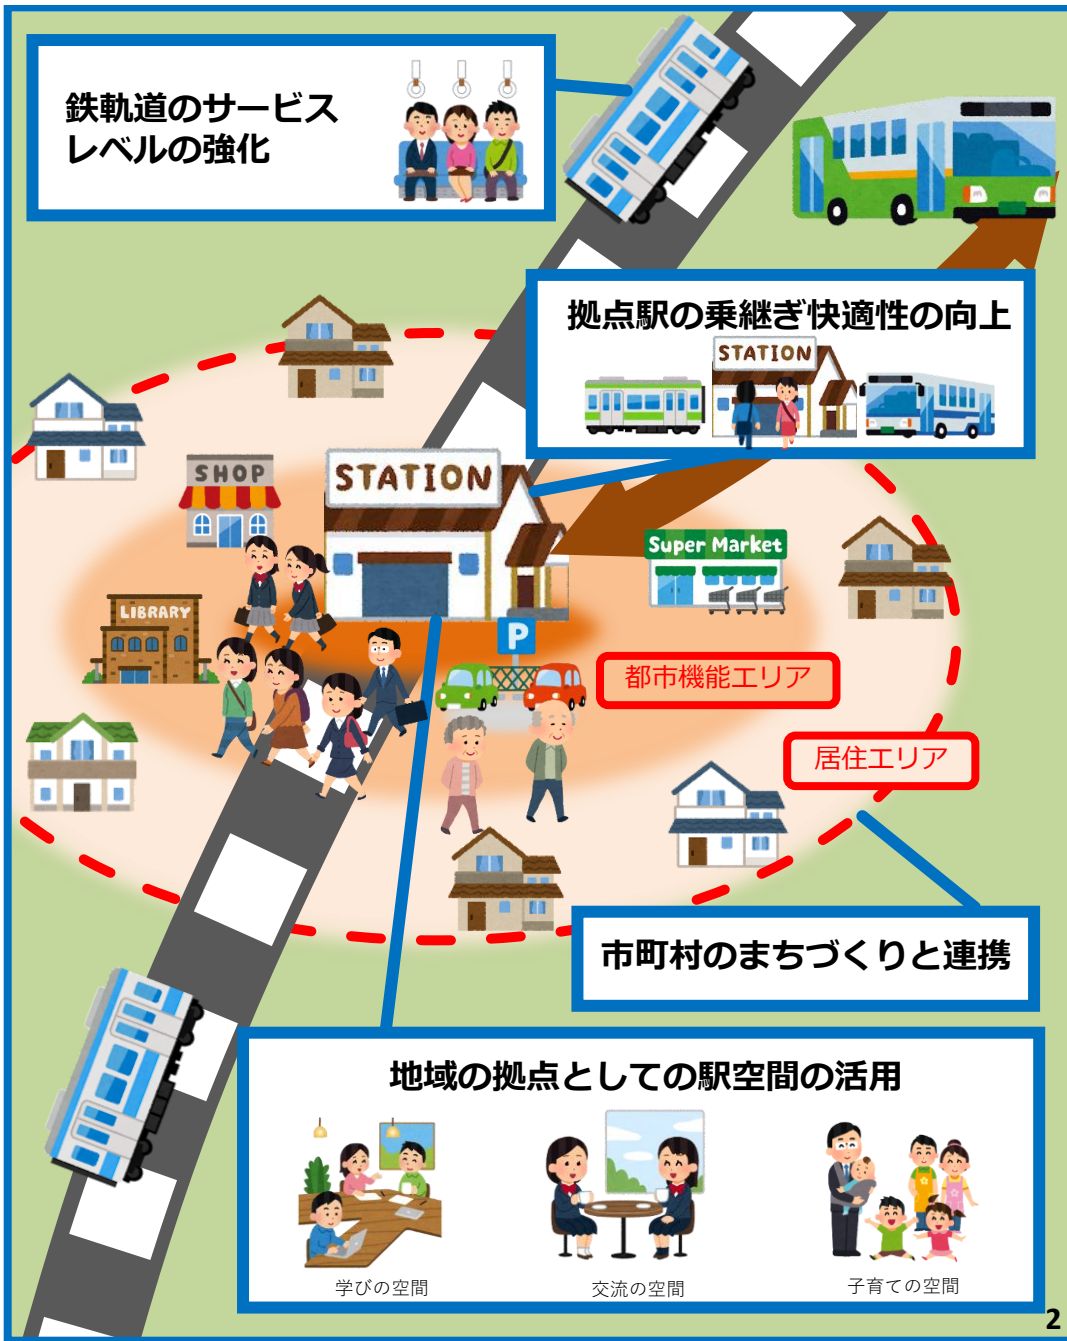 鉄軌道のサービス
レベルの強化
拠点駅の乗継ぎ快適性の向上
STATION
SHOP
STATION
Super Market
LIBRARY
P
都市機能エリア
居住エリア
市町村のまちづくりと連携
地域の拠点としての駅空間の活用
学びの空間
交流の空間
子育ての空間
2